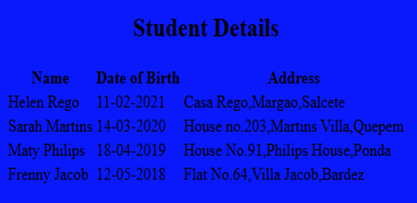 Student Details
Name Date of Birth Address
Helen Rego 11-02-2021 Casa Rego,Margao,Salcete
Sarah Martins 14-03-2020 House no.203,Martins Villa,Quepem
Maty Philips 18-04-2019 House No.91,Philips House,Ponda
Frenny Jacob 12-05-2018 Flat No.64,Villa Jacob,Bardez